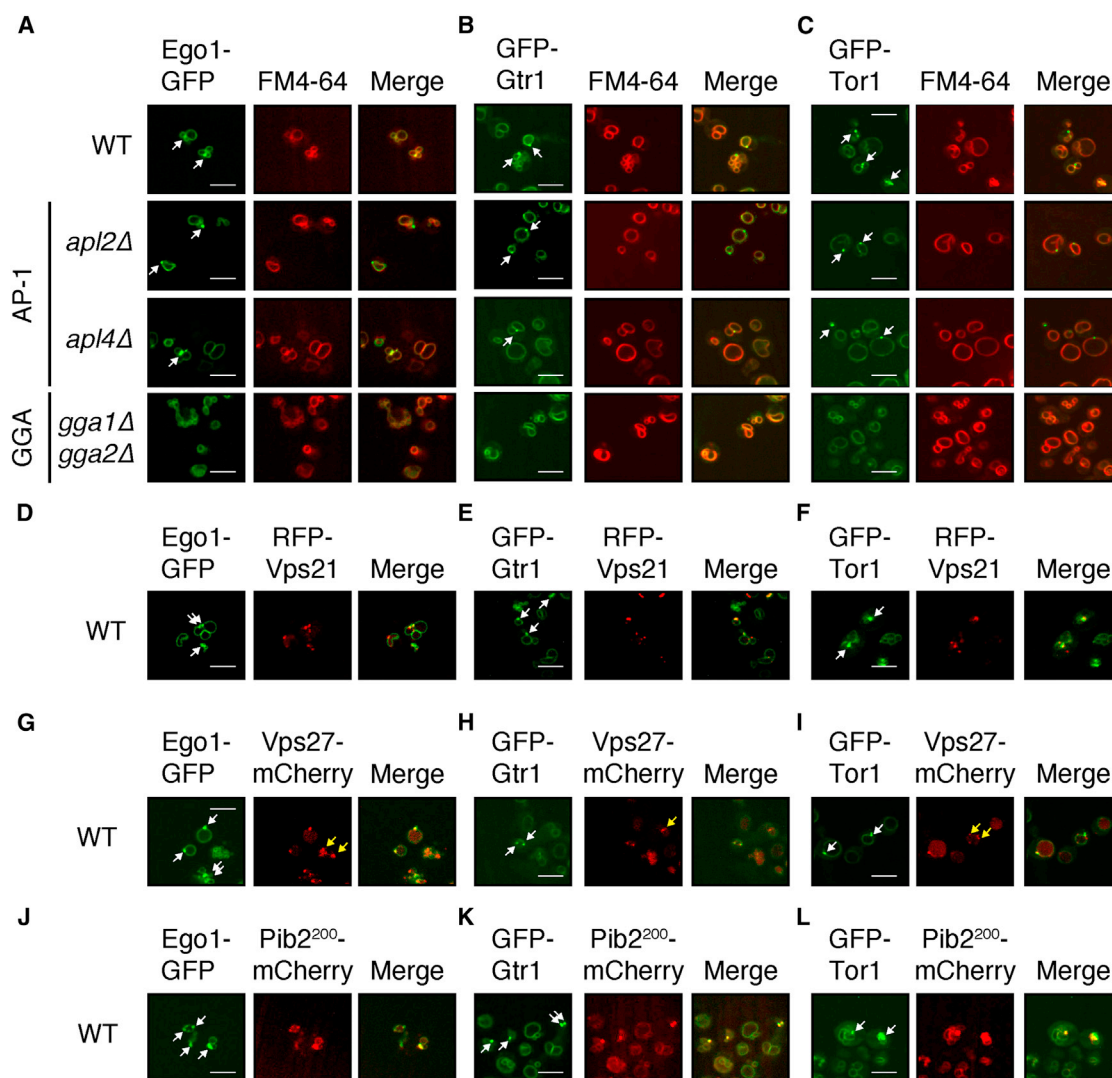 A B C
Ego1-
GFP FM4-64 Merge
GFP-
Gtr1 FM4-64 Merge
GFP-
Tor1 FM4-64 Merge
WT
AP-1
apl2Δ
apl4Δ
GGA
gga1Δ
gga2Δ
D E F
Ego1-
GFP
RFP-
Vps21
Merge
GFP-
Gtr1
RFP-
Vps21
Merge
GFP-
Tor1
RFP-
Vps21
Merge
WT
G H I
Ego1-
GFP
Vps27-
mCherry
Merge
GFP-
Gtr1
Vps27-
mCherry
Merge
GFP-
Tor1
Vps27-
mCherry
Merge
WT
J K L
Ego1-
GFP
Pib2²⁰⁰-
mCherry
Merge
GFP-
Gtr1
Pib2²⁰⁰-
mCherry
Merge
GFP-
Tor1
Pib2²⁰⁰-
mCherry
Merge
WT